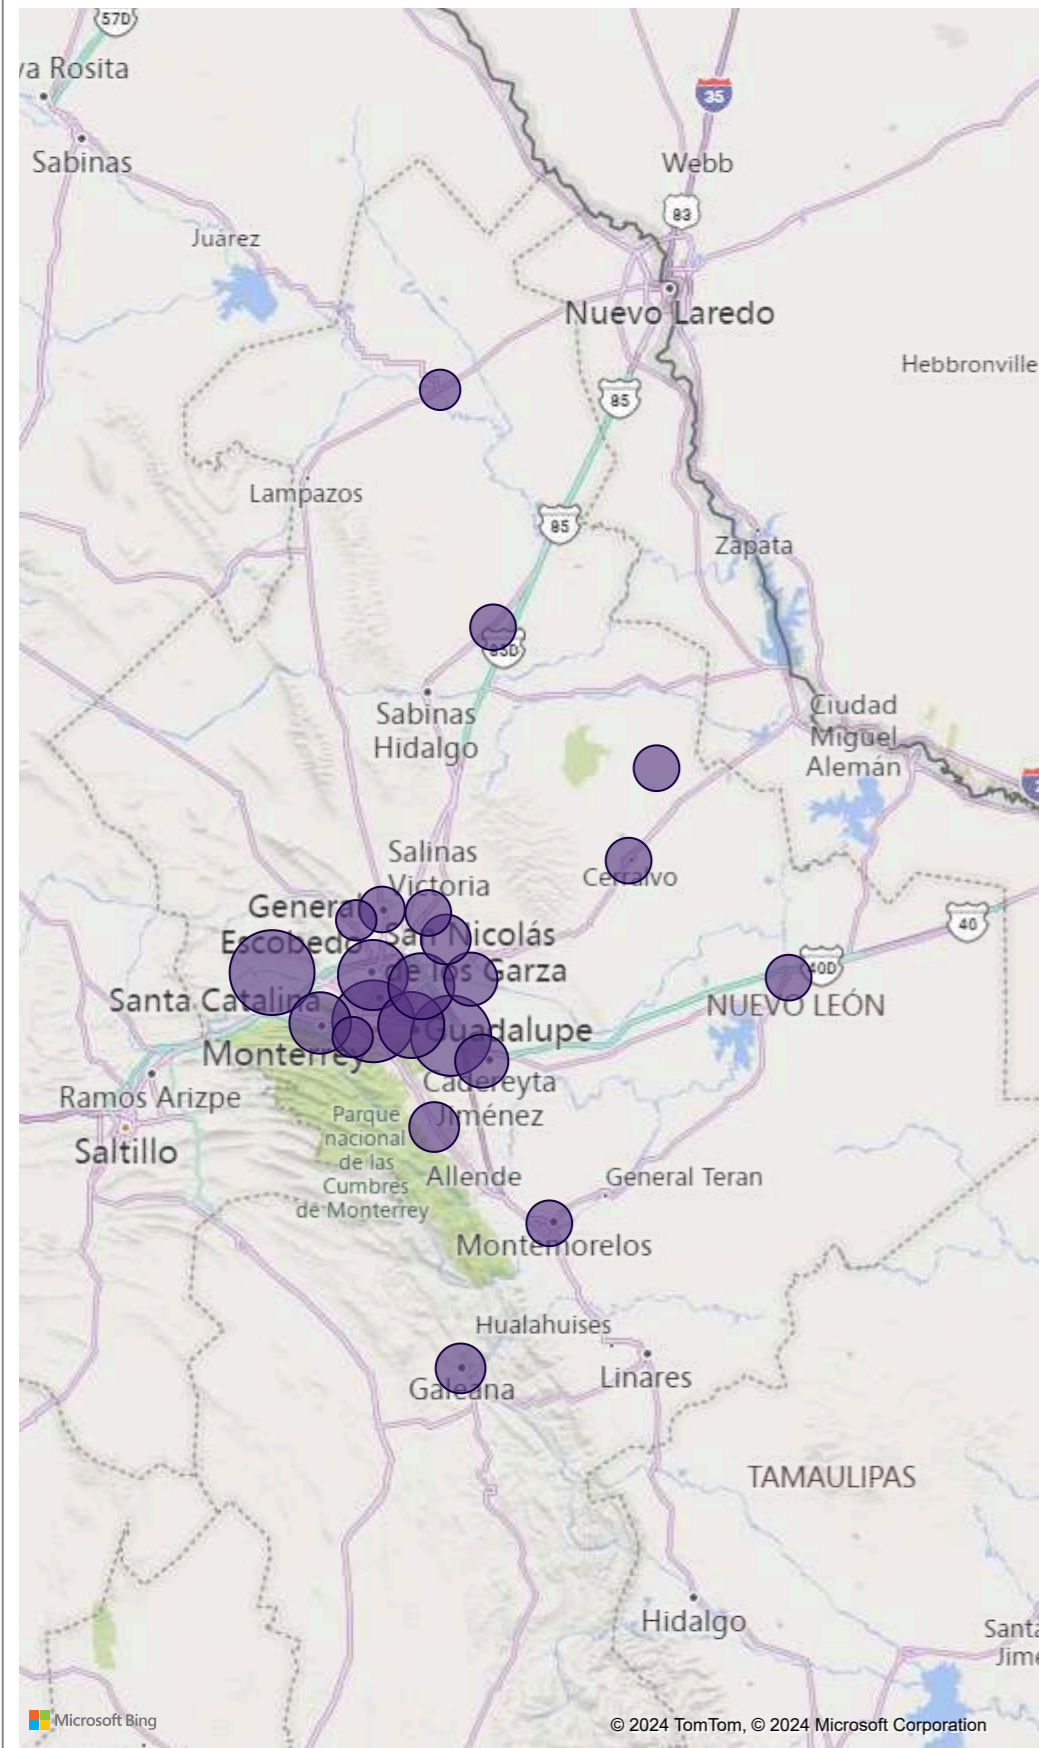 57D
va Rosita
35
Sabinas
Webb
83
Juarez
Nuevo Laredo
Hebbronville
85
Lampazos
85
Zapata
85D
Sabinas
Hidalgo
Ciudad
Miguel
Alemán
Salinas
Victoria
Cerralvo
General
Escobedo
San Nicolás
de los Garza
40
40D
Santa Catalina
NUEVO LEÓN
Guadalupe
Monterrey
Cadereyta
Jiménez
Ramos Arizpe
Saltillo
Parque
nacional
de las
Cumbres
de Monterrey
Allende
General Teran
Montemorelos
Hualahuises
Linares
Galeana
TAMAULIPAS
Hidalgo
Santa
Jime
Microsoft Bing
© 2024 TomTom, © 2024 Microsoft Corporation